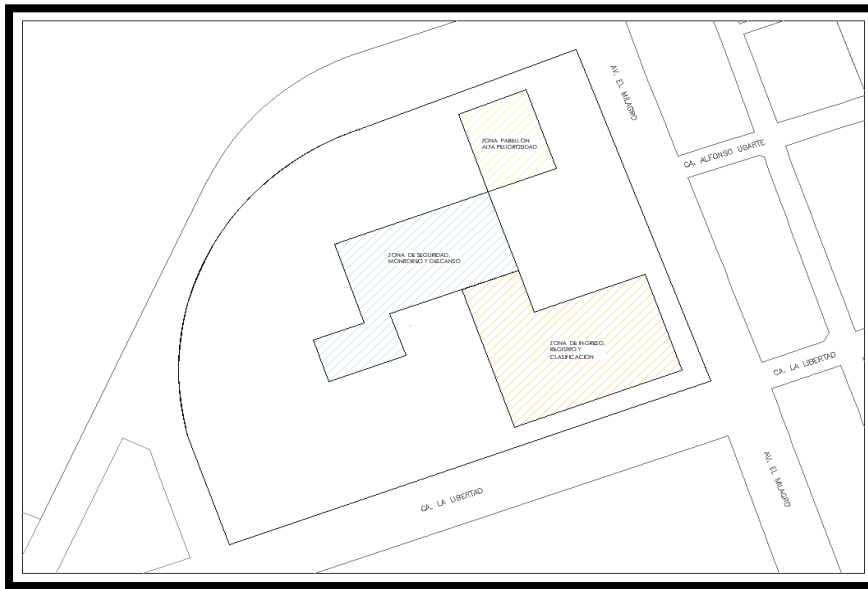 AV. EL MILAGRO
ZONA PABELLON
ALTA PELIGROSIDAD
CA. ALFONSO UGARTE
ZONA DE SEGURIDAD,
MONITOREO Y DESCANSO
ZONA DE INGRESO,
REGISTRO Y
CLASIFICACION
CA. LA LIBERTAD
AV. EL MILAGRO
CA. LA LIBERTAD